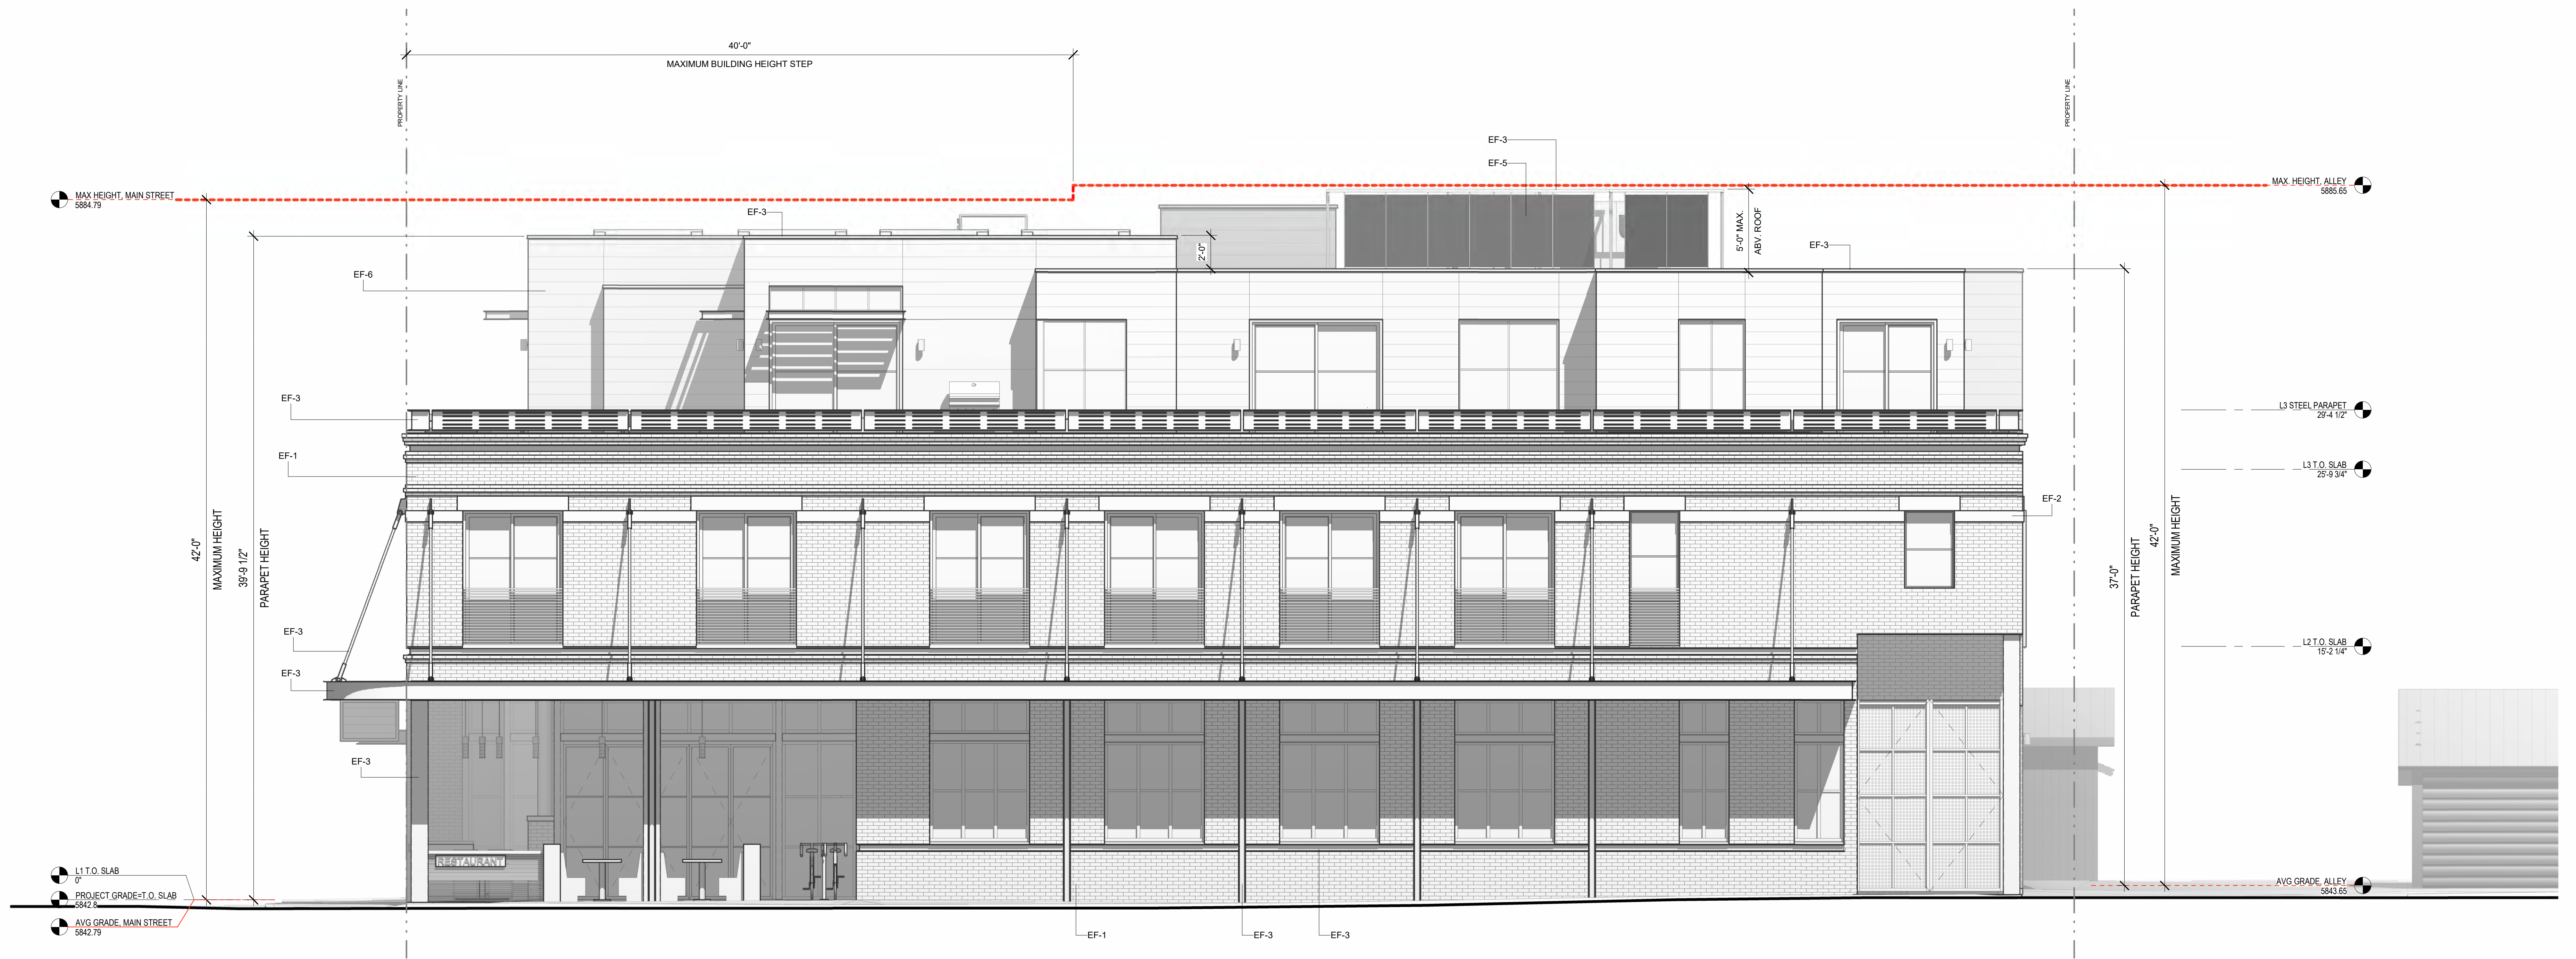 40'-0"
MAXIMUM BUILDING HEIGHT STEP
PROPERTY LINE
PROPERTY LINE
EF-3
EF-5
MAX HEIGHT, MAIN STREET
5884.79
MAX. HEIGHT, ALLEY
5885.65
EF-3
5'-0" MAX.
ABV. ROOF
2'-0"
EF-3
EF-6
EF-3
L3 STEEL PARAPET
29'-4 1/2"
EF-1
L3 T.O. SLAB
25'-9 3/4"
EF-2
42'-0"
MAXIMUM HEIGHT
39'-9 1/2"
PARAPET HEIGHT
37'-0"
PARAPET HEIGHT
42'-0"
MAXIMUM HEIGHT
EF-3
L2 T.O. SLAB
15'-2 1/4"
EF-3
EF-3
RESTAURANT
L1 T.O. SLAB
0"
PROJECT GRADE=T.O. SLAB
5842.8
AVG GRADE, MAIN STREET
5842.79
AVG GRADE, ALLEY
5843.65
EF-1
EF-3
EF-3